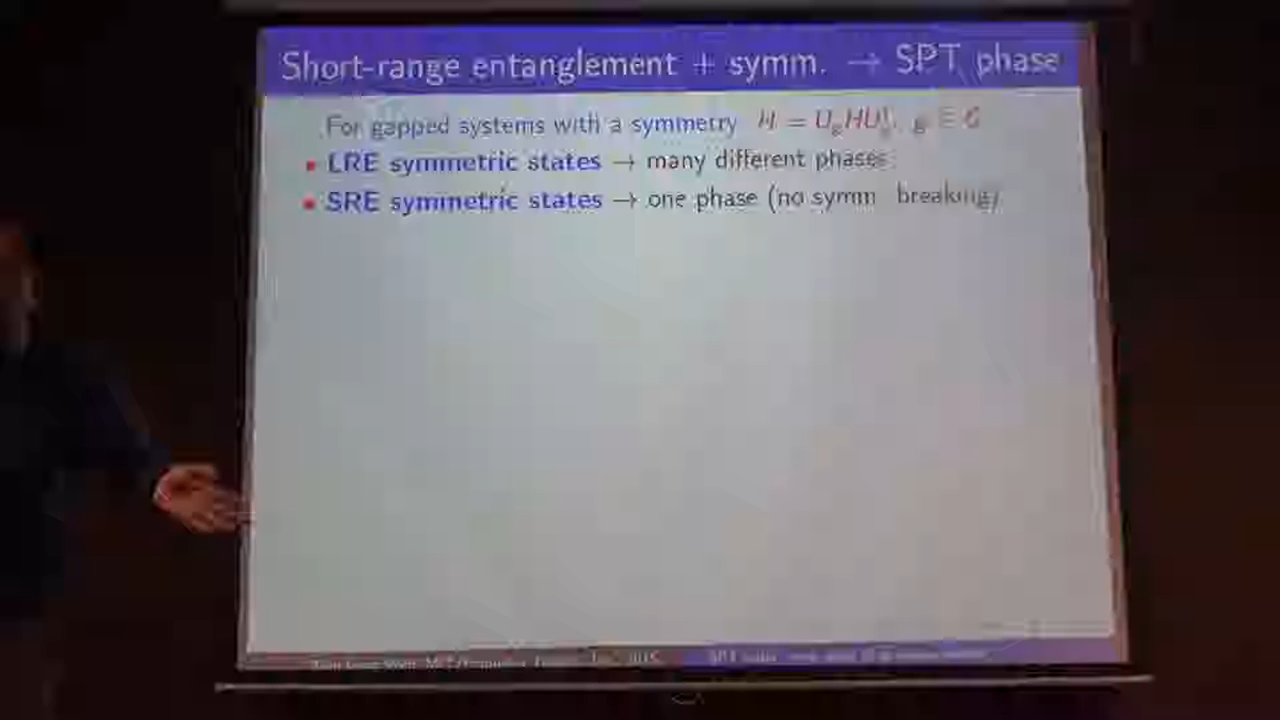 Short-range entanglement + symm. → SPT phase
For gapped systems with a symmetry H = U_g H U_g^†, g ∈ G
• LRE symmetric states → many different phases
• SRE symmetric states → one phase (no symm breaking)